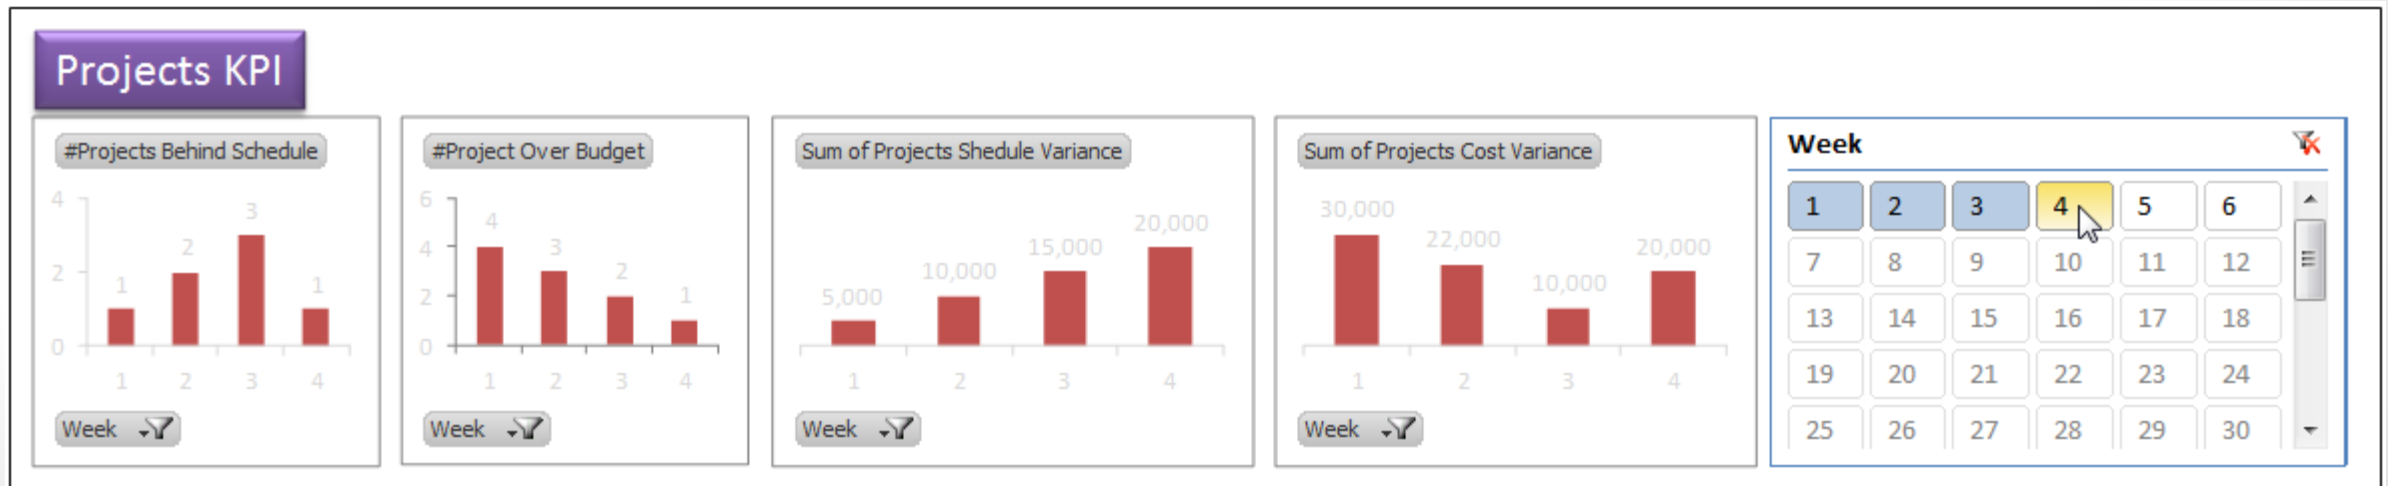 Projects KPI
#Projects Behind Schedule
4
2
0
1
2
3
1
1 2 3 4
Week
#Project Over Budget
6
4
2
0
4
3
2
1
1 2 3 4
Week
Sum of Projects Shedule Variance
5,000
10,000
15,000
20,000
1 2 3 4
Week
Sum of Projects Cost Variance
30,000
22,000
10,000
20,000
1 2 3 4
Week
Week
1 2 3 4 5 6
7 8 9 10 11 12
13 14 15 16 17 18
19 20 21 22 23 24
25 26 27 28 29 30